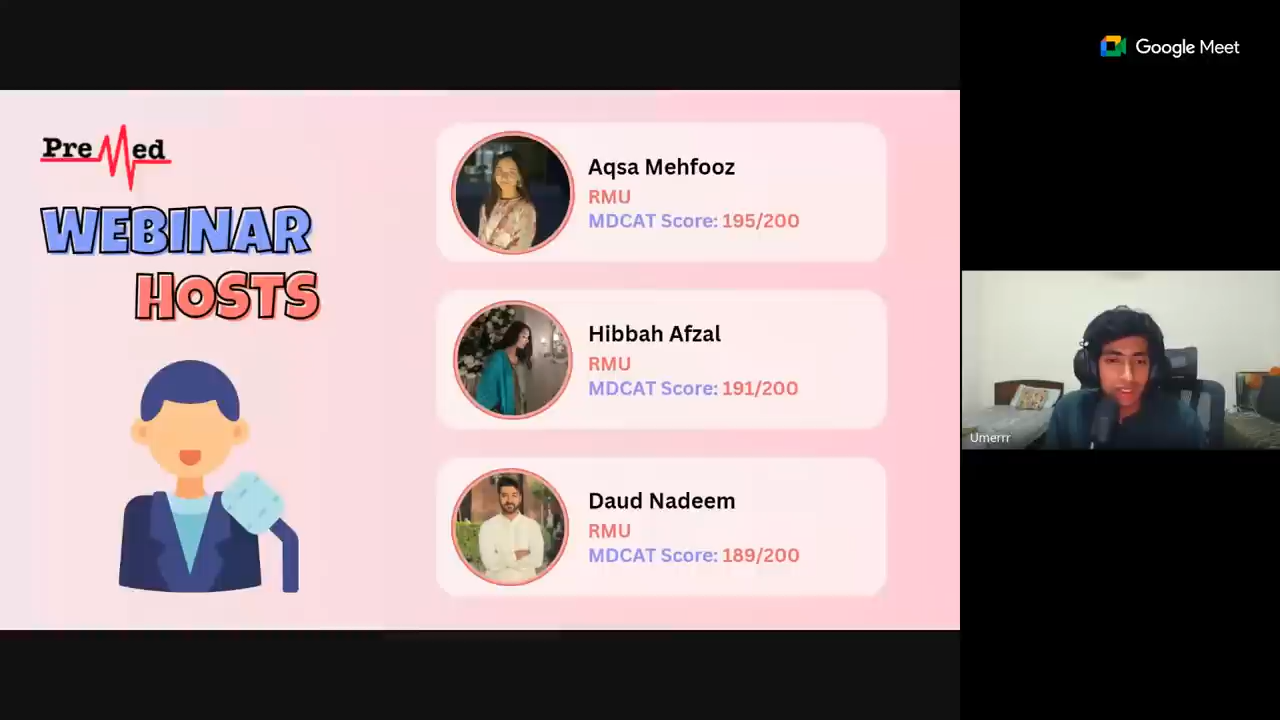 PreMed
WEBINAR
HOSTS
Aqsa Mehfooz
RMU
MDCAT Score: 195/200
Hibbah Afzal
RMU
MDCAT Score: 191/200
Daud Nadeem
RMU
MDCAT Score: 189/200
Google Meet
Umerrr